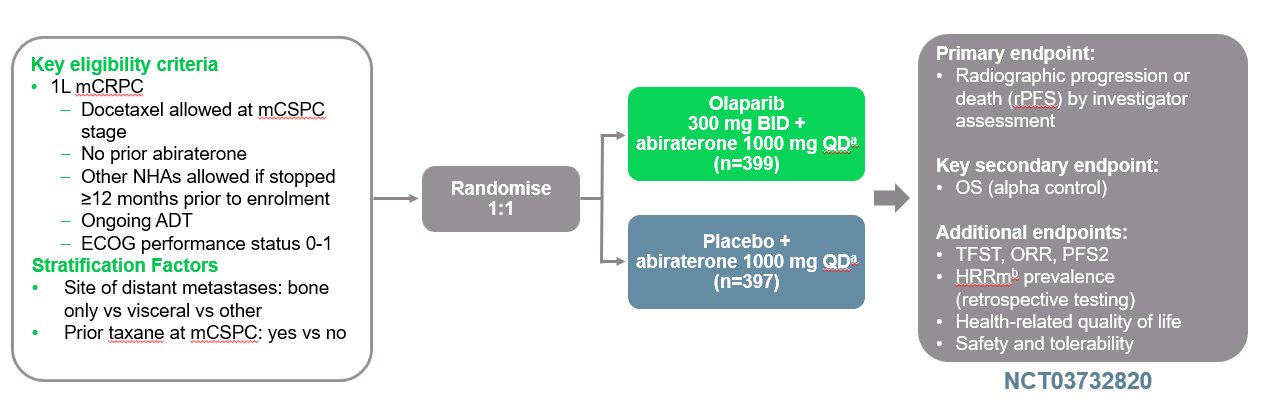 Key eligibility criteria
• 1L mCRPC
– Docetaxel allowed at mCSPC
stage
– No prior abiraterone
– Other NHAs allowed if stopped
≥12 months prior to enrolment
– Ongoing ADT
– ECOG performance status 0-1
Stratification Factors
• Site of distant metastases: bone
only vs visceral vs other
• Prior taxane at mCSPC: yes vs no
Randomise
1:1
Olaparib
300 mg BID +
abiraterone 1000 mg QDᵃ
(n=399)
Placebo +
abiraterone 1000 mg QDᵃ
(n=397)
Primary endpoint:
• Radiographic progression or
death (rPFS) by investigator
assessment
Key secondary endpoint:
• OS (alpha control)
Additional endpoints:
• TFST, ORR, PFS2
• HRRmᵇ prevalence
(retrospective testing)
• Health-related quality of life
• Safety and tolerability
NCT03732820